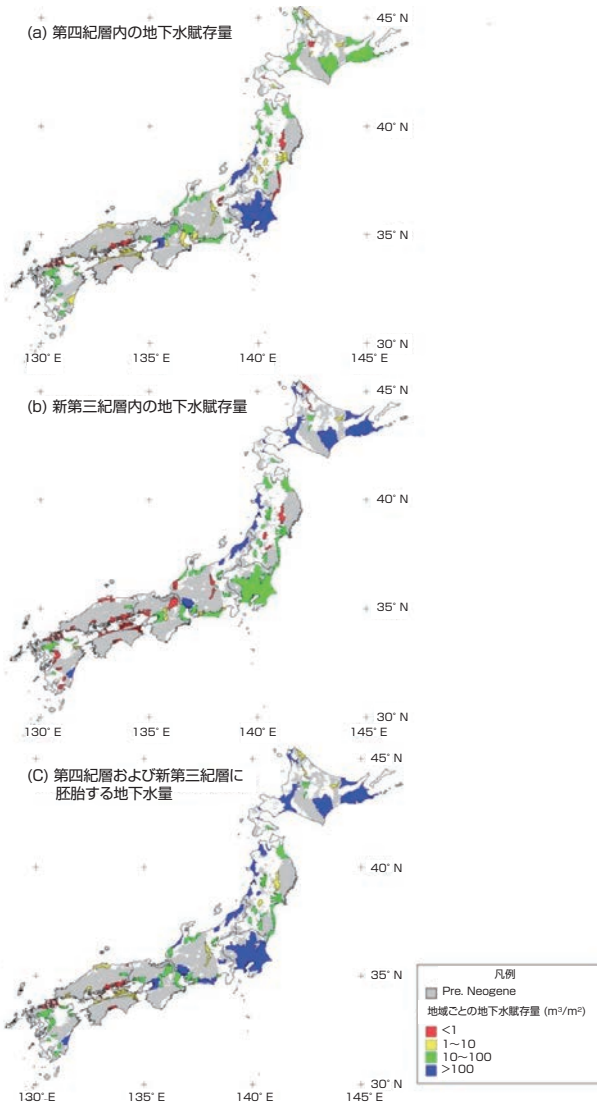 (a) 第四紀層内の地下水賦存量
45° N
40° N
35° N
30° N
130° E
135° E
140° E
145° E
(b) 新第三紀層内の地下水賦存量
45° N
40° N
35° N
30° N
130° E
135° E
140° E
145° E
(C) 第四紀層および新第三紀層に
胚胎する地下水量
45° N
40° N
35° N
30° N
130° E
135° E
140° E
145° E
凡例
Pre. Neogene
地域ごとの地下水賦存量 (m³/m²)
<1
1～10
10～100
>100